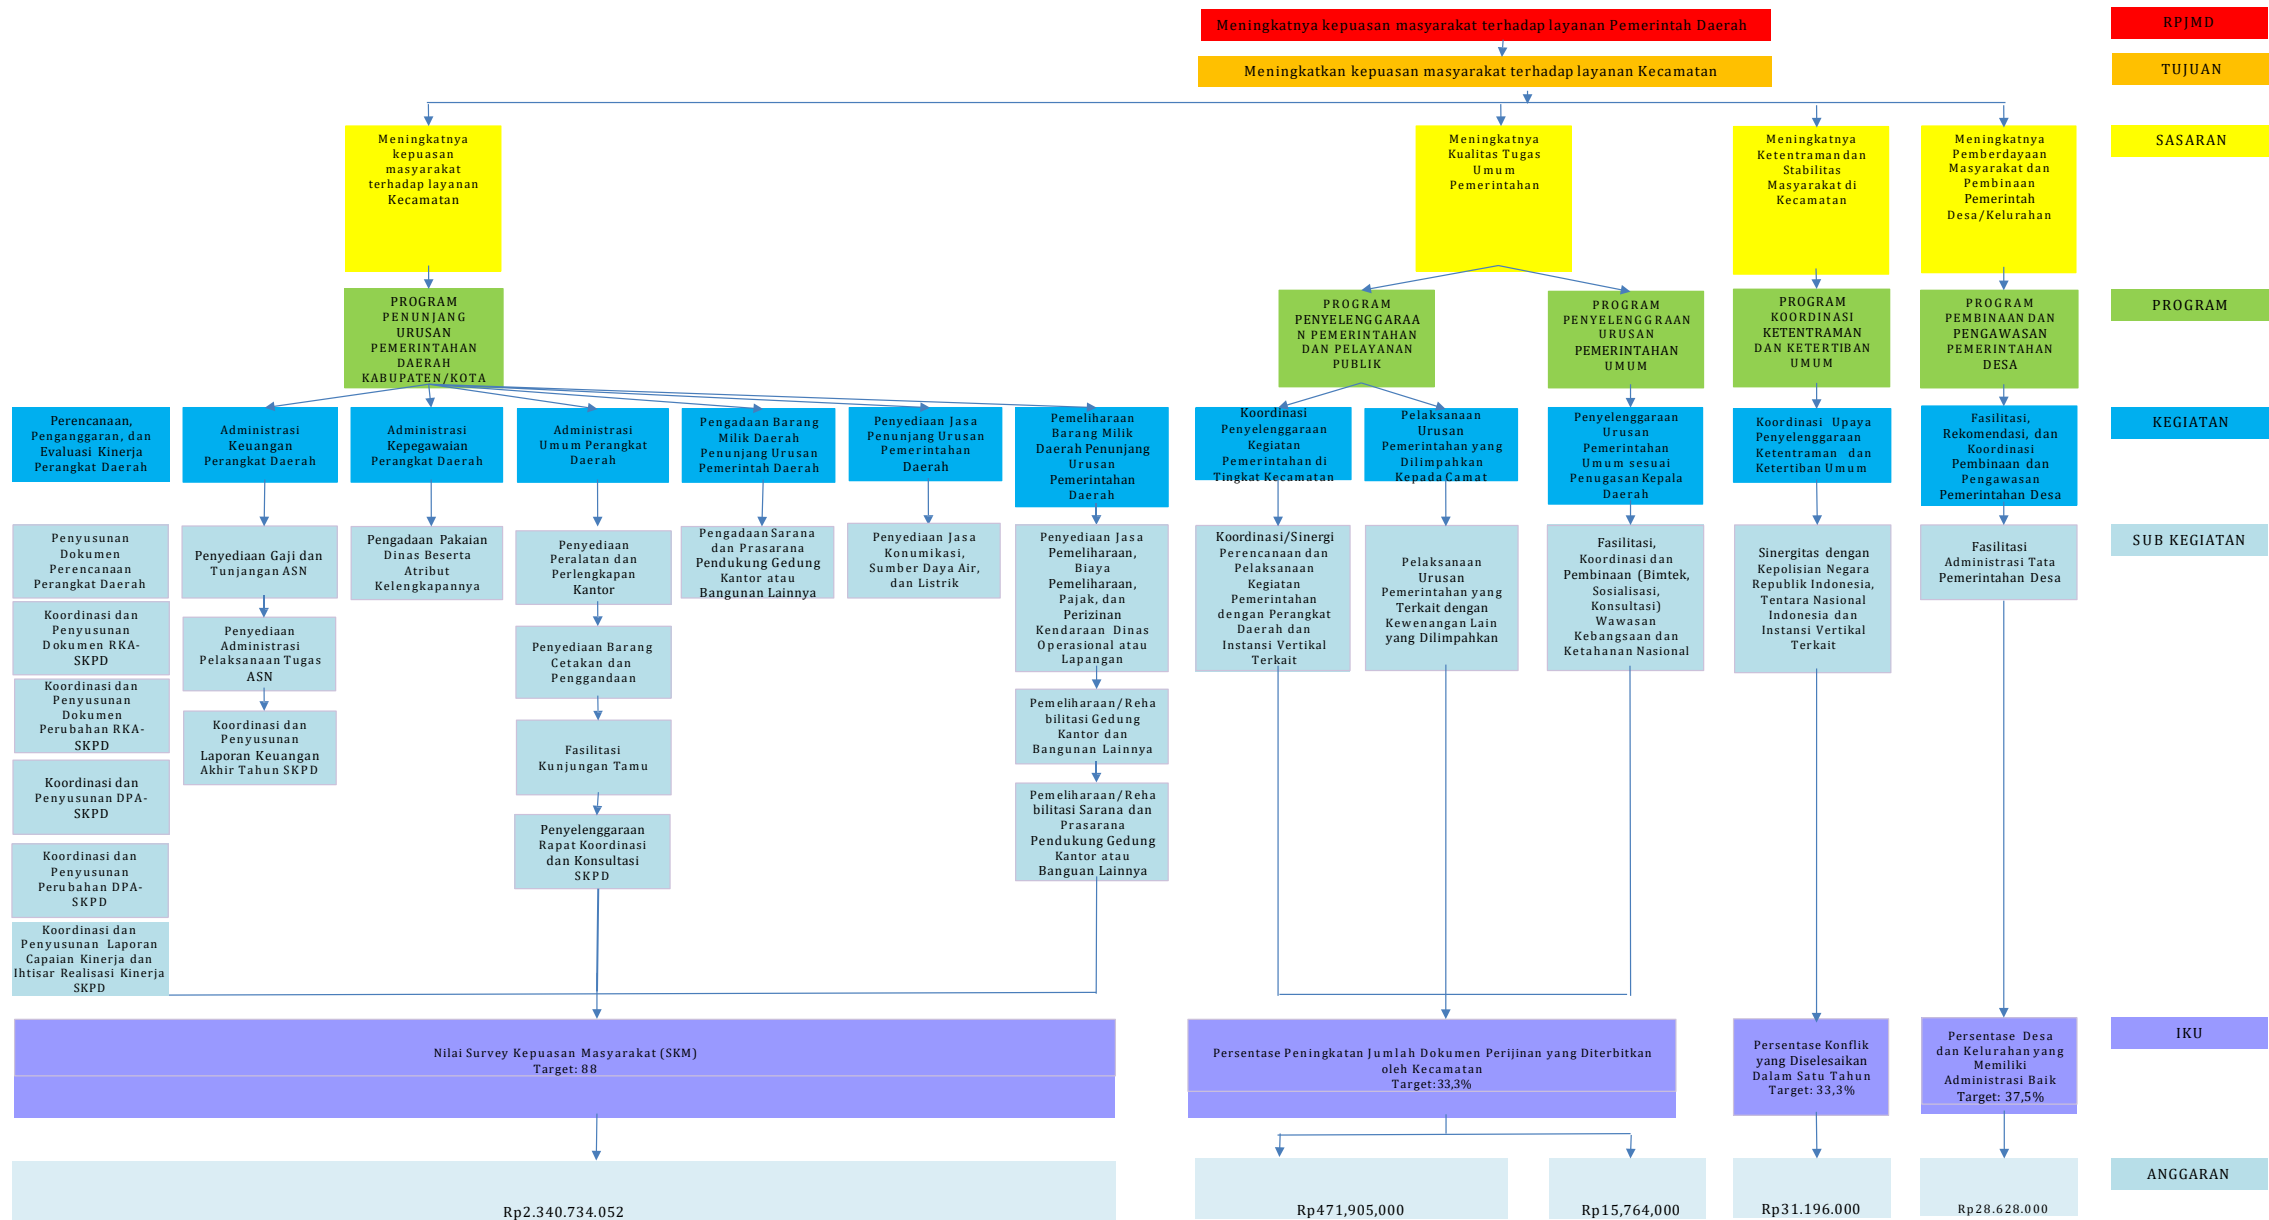 Meningkatnya kepuasan masyarakat terhadap layanan Pemerintah Daerah
RPJMD
Meningkatkan kepuasan masyarakat terhadap layanan Kecamatan
TUJUAN
Meningkatnya
kepuasan
masyarakat
terhadap layanan
Kecamatan
Meningkatnya
Kualitas Tugas
Umum
Pemerintahan
Meningkatnya
Ketentraman dan
Stabilitas
Masyarakat di
Kecamatan
Meningkatnya
Pemberdayaan
Masyarakat dan
Pembinaan
Pemerintah
Desa/Kelurahan
SASARAN
PROGRAM
PENUNJANG
URUSAN
PEMERINTAHAN
DAERAH
KABUPATEN/KOTA
PROGRAM
PENYELENGGARAA
N PEMERINTAHAN
DAN PELAYANAN
PUBLIK
PROGRAM
PENYELENGGRAAN
URUSAN
PEMERINTAHAN
UMUM
PROGRAM
KOORDINASI
KETENTRAMAN
DAN KETERTIBAN
UMUM
PROGRAM
PEMBINAAN DAN
PENGAWASAN
PEMERINTAHAN
DESA
PROGRAM
Perencanaan,
Penganggaran, dan
Evaluasi Kinerja
Perangkat Daerah
Administrasi
Keuangan
Perangkat Daerah
Administrasi
Kepegawaian
Perangkat Daerah
Administrasi
Umum Perangkat
Daerah
Pengadaan Barang
Milik Daerah
Penunjang Urusan
Pemerintah Daerah
Penyediaan Jasa
Penunjang Urusan
Pemerintahan
Daerah
Pemeliharaan
Barang Milik
Daerah Penunjang
Urusan
Pemerintahan
Daerah
Koordinasi
Penyelenggaraan
Kegiatan
Pemerintahan di
Tingkat Kecamatan
Pelaksanaan
Urusan
Pemerintahan yang
Dilimpahkan
Kepada Camat
Penyelenggaraan
Urusan
Pemerintahan
Umum sesuai
Penugasan Kepala
Daerah
Koordinasi Upaya
Penyelenggaraan
Ketentraman dan
Ketertiban Umum
Fasilitasi,
Rekomendasi, dan
Koordinasi
Pembinaan dan
Pengawasan
Pemerintahan Desa
KEGIATAN
Penyusunan
Dokumen
Perencanaan
Perangkat Daerah
Koordinasi dan
Penyusunan
Dokumen RKA-
SKPD
Koordinasi dan
Penyusunan
Dokumen
Perubahan RKA-
SKPD
Koordinasi dan
Penyusunan DPA-
SKPD
Koordinasi dan
Penyusunan
Perubahan DPA-
SKPD
Koordinasi dan
Penyusunan Laporan
Capaian Kinerja dan
Ihtisar Realisasi Kinerja
SKPD
Penyediaan Gaji dan
Tunjangan ASN
Penyediaan
Administrasi
Pelaksanaan Tugas
ASN
Koordinasi dan
Penyusunan
Laporan Keuangan
Akhir Tahun SKPD
Pengadaan Pakaian
Dinas Beserta
Atribut
Kelengkapannya
Penyediaan
Peralatan dan
Perlengkapan
Kantor
Penyediaan Barang
Cetakan dan
Penggandaan
Fasilitasi
Kunjungan Tamu
Penyelenggaraan
Rapat Koordinasi
dan Konsultasi
SKPD
Pengadaan Sarana
dan Prasarana
Pendukung Gedung
Kantor atau
Bangunan Lainnya
Penyediaan Jasa
Konumikasi,
Sumber Daya Air,
dan Listrik
Penyediaan Jasa
Pemeliharaan,
Biaya
Pemeliharaan,
Pajak, dan
Perizinan
Kendaraan Dinas
Operasional atau
Lapangan
Pemeliharaan/Reha
bilitasi Gedung
Kantor dan
Bangunan Lainnya
Pemeliharaan/Reha
bilitasi Sarana dan
Prasarana
Pendukung Gedung
Kantor atau
Banguan Lainnya
Koordinasi/Sinergi
Perencanaan dan
Pelaksanaan
Kegiatan
Pemerintahan
dengan Perangkat
Daerah dan
Instansi Vertikal
Terkait
Pelaksanaan
Urusan
Pemerintahan yang
Terkait dengan
Kewenangan Lain
yang Dilimpahkan
Fasilitasi,
Koordinasi dan
Pembinaan (Bimtek,
Sosialisasi,
Konsultasi)
Wawasan
Kebangsaan dan
Ketahanan Nasional
Sinergitas dengan
Kepolisian Negara
Republik Indonesia,
Tentara Nasional
Indonesia dan
Instansi Vertikal
Terkait
Fasilitasi
Administrasi Tata
Pemerintahan Desa
SUB KEGIATAN
Nilai Survey Kepuasan Masyarakat (SKM)
Target: 88
Persentase Peningkatan Jumlah Dokumen Perijinan yang Diterbitkan
oleh Kecamatan
Target:33,3%
Persentase Konflik
yang Diselesaikan
Dalam Satu Tahun
Target: 33,3%
Persentase Desa
dan Kelurahan yang
Memiliki
Administrasi Baik
Target: 37,5%
IKU
Rp2.340.734.052
Rp471,905,000
Rp15,764,000
Rp31.196.000
Rp28.628.000
ANGGARAN